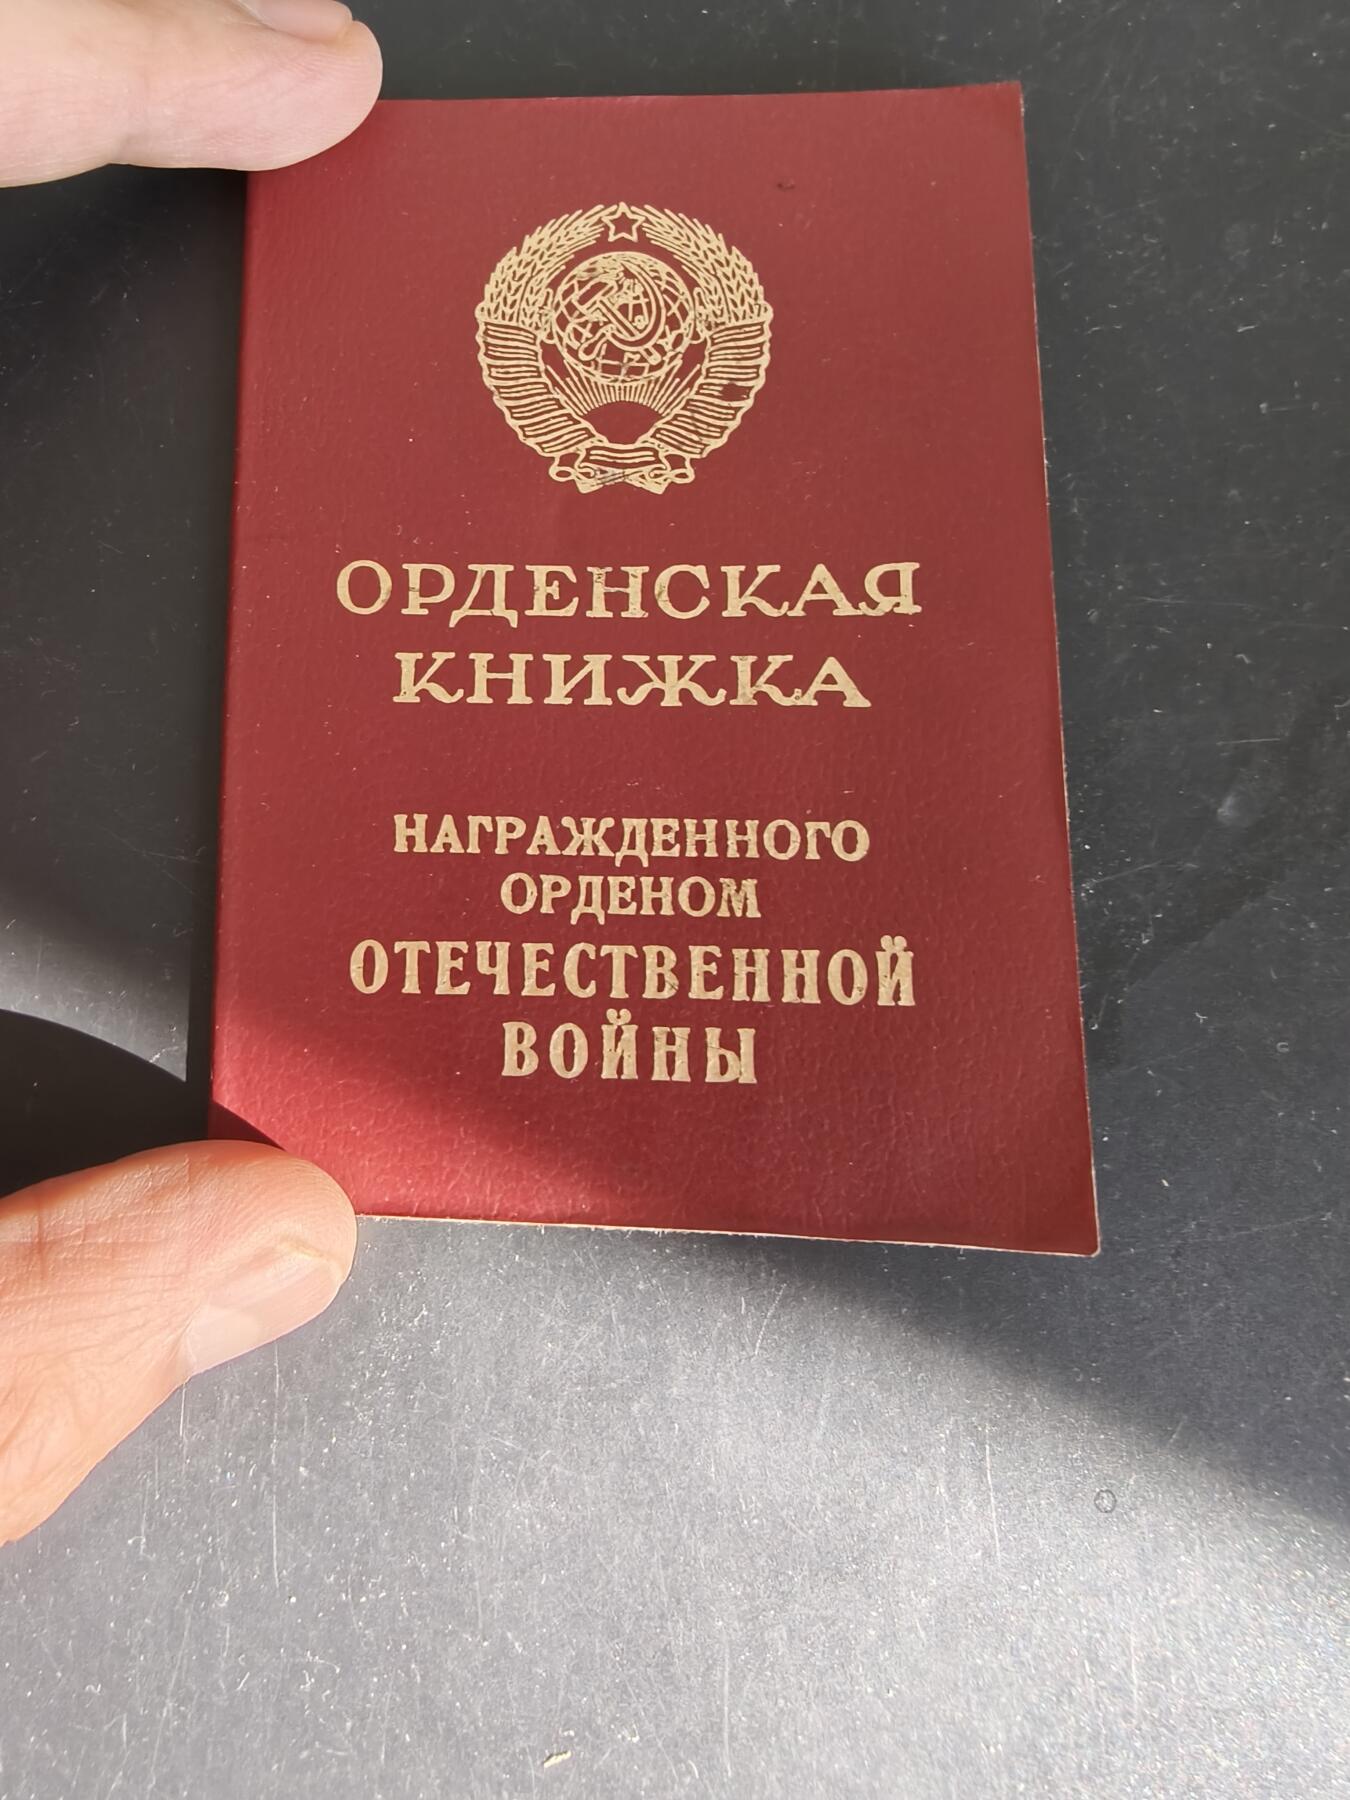 ОРДЕНСКАЯ
КНИЖКА
НАГРАЖДЕННОГО
ОРДЕНОМ
ОТЕЧЕСТВЕННОЙ
ВОЙНЫ